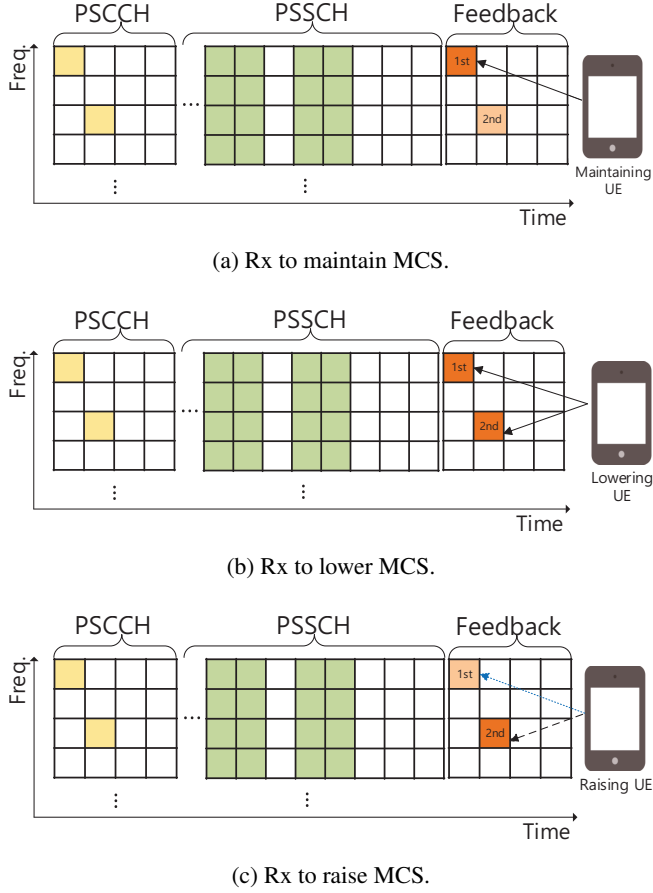 PSCCH PSSCH Feedback
Freq.
1st
...
2nd
...
...
Maintaining
UE
Time
(a) Rx to maintain MCS.
PSCCH PSSCH Feedback
Freq.
1st
...
2nd
...
...
Lowering
UE
Time
(b) Rx to lower MCS.
PSCCH PSSCH Feedback
Freq.
1st
...
2nd
...
...
Raising UE
Time
(c) Rx to raise MCS.